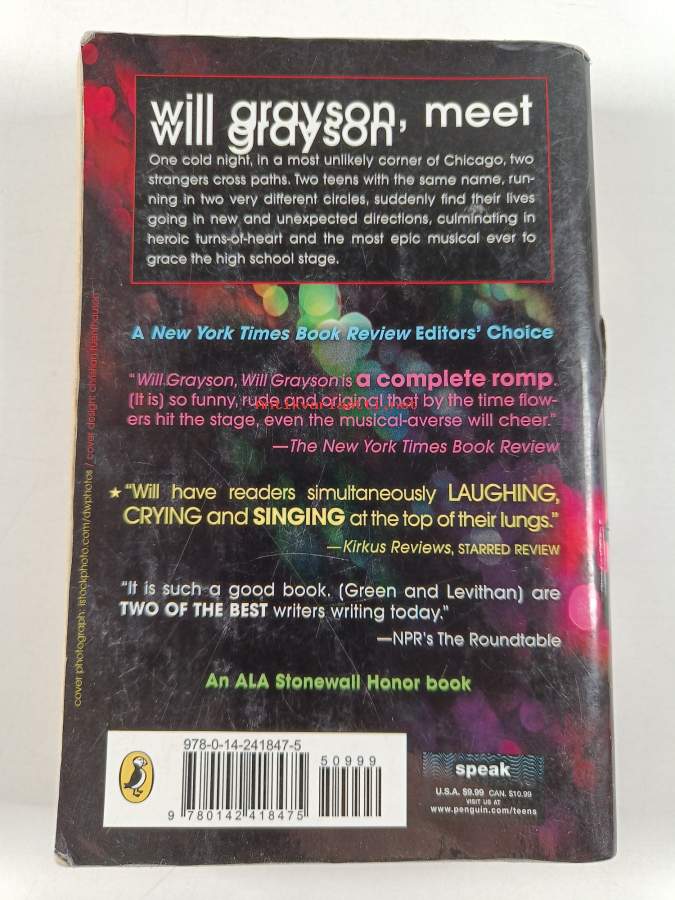 will grayson, meet
will grayson
One cold night, in a most unlikely corner of Chicago, two
strangers cross paths. Two teens with the same name, run-
ning in two very different circles, suddenly find their lives
going in new and unexpected directions, culminating in
heroic turns-of-heart and the most epic musical ever to
grace the high school stage.
A New York Times Book Review Editors' Choice
"Will Grayson, Will Grayson is a complete romp.
(It is) so funny, rude and original that by the time flow-
ers hit the stage, even the musical-averse will cheer."
—The New York Times Book Review
★ "Will have readers simultaneously LAUGHING,
CRYING and SINGING at the top of their lungs."
—Kirkus Reviews, STARRED REVIEW
"It is such a good book. (Green and Levithan) are
TWO OF THE BEST writers writing today."
—NPR's The Roundtable
An ALA Stonewall Honor book
cover photograph: istockphoto.com/dwphotos / cover design: christian fuenfhausen
978-0-14-241847-5
50999
9 780142 418475
speak
U.S.A. $9.99 CAN. $10.99
VISIT US AT
www.penguin.com/teens